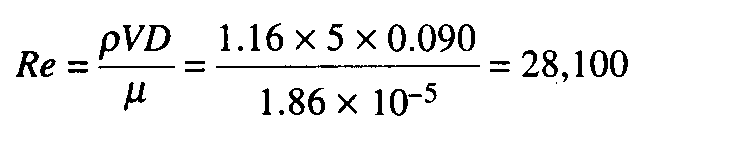 Re = ρVD / μ = 1.16 × 5 × 0.090 / 1.86 × 10⁻⁵ = 28,100